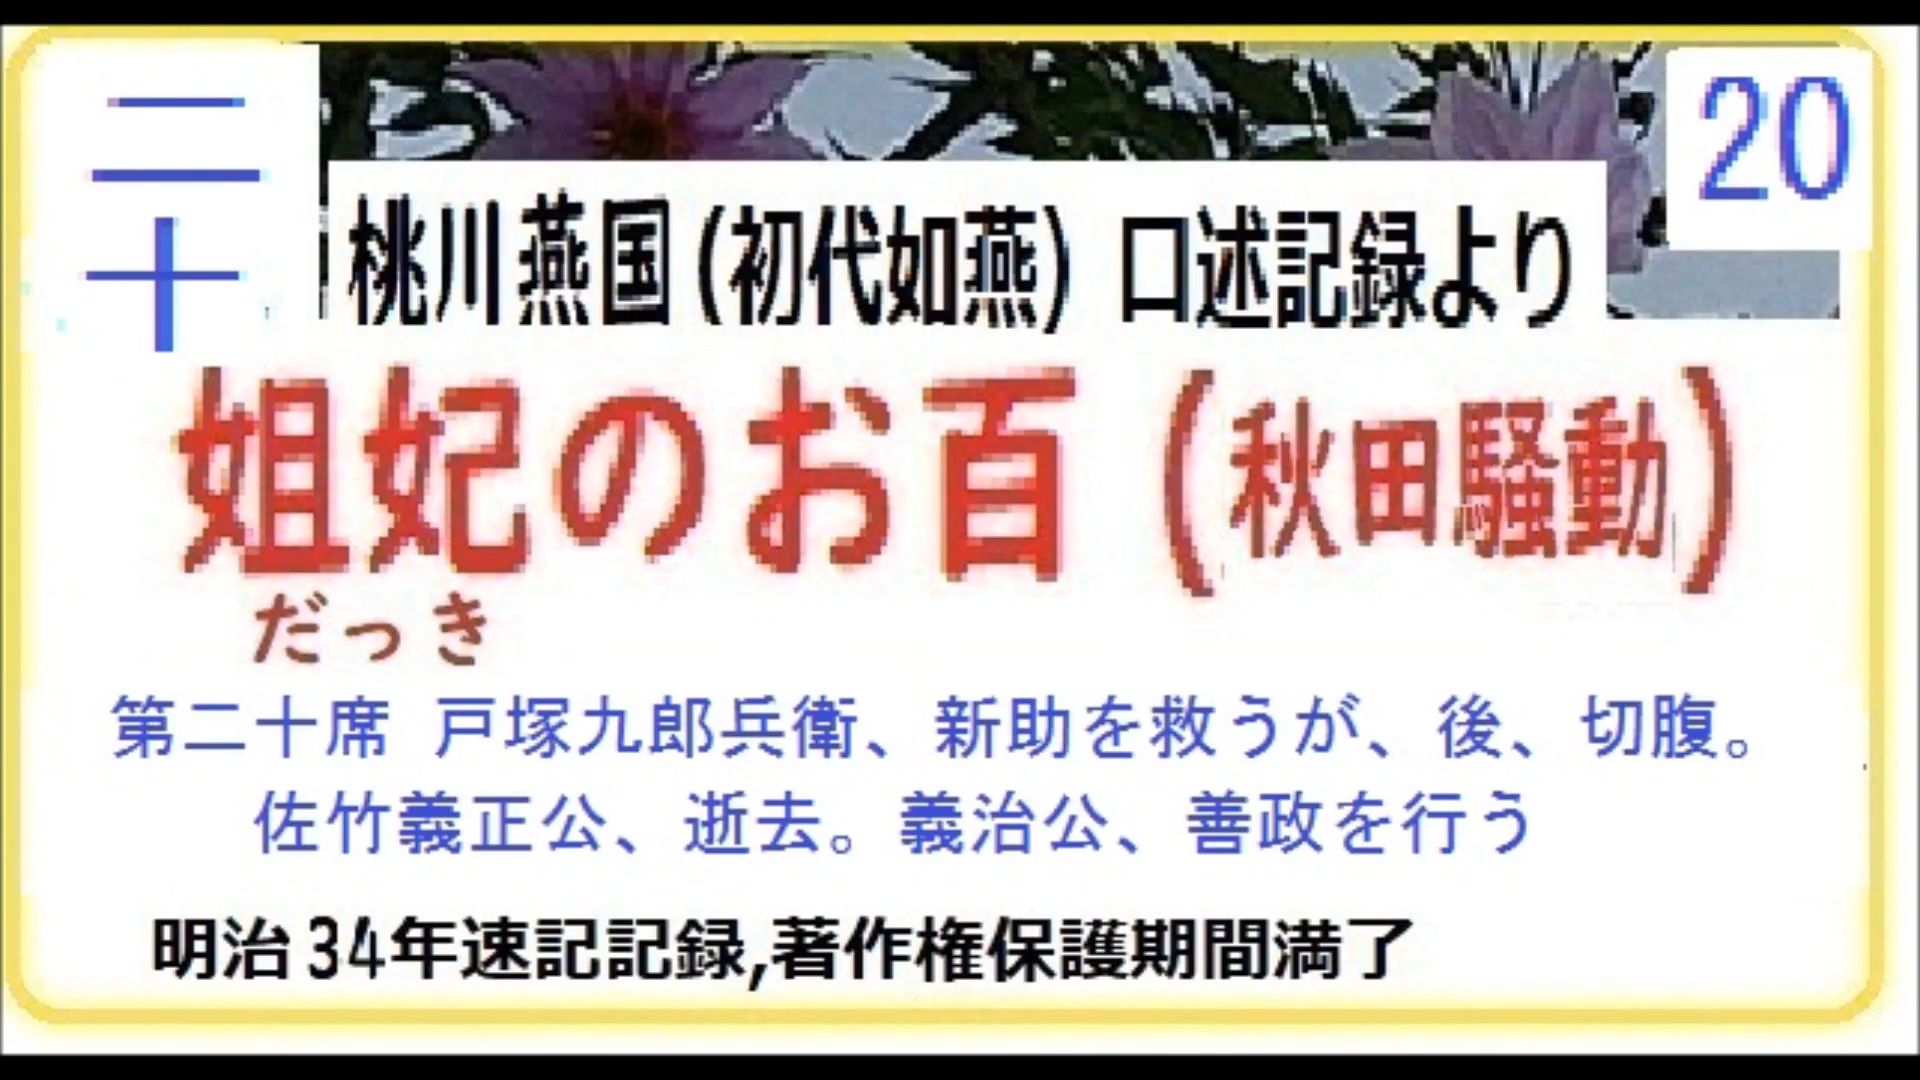 二十
20
桃川燕国(初代如燕) 口述記録より
妲妃のお百(秋田騒動)
だっき
第二十席 戸塚九郎兵衛、新助を救うが、後、切腹。
佐竹義正公、逝去。義治公、善政を行う
明治34年速記記録,著作権保護期間満了